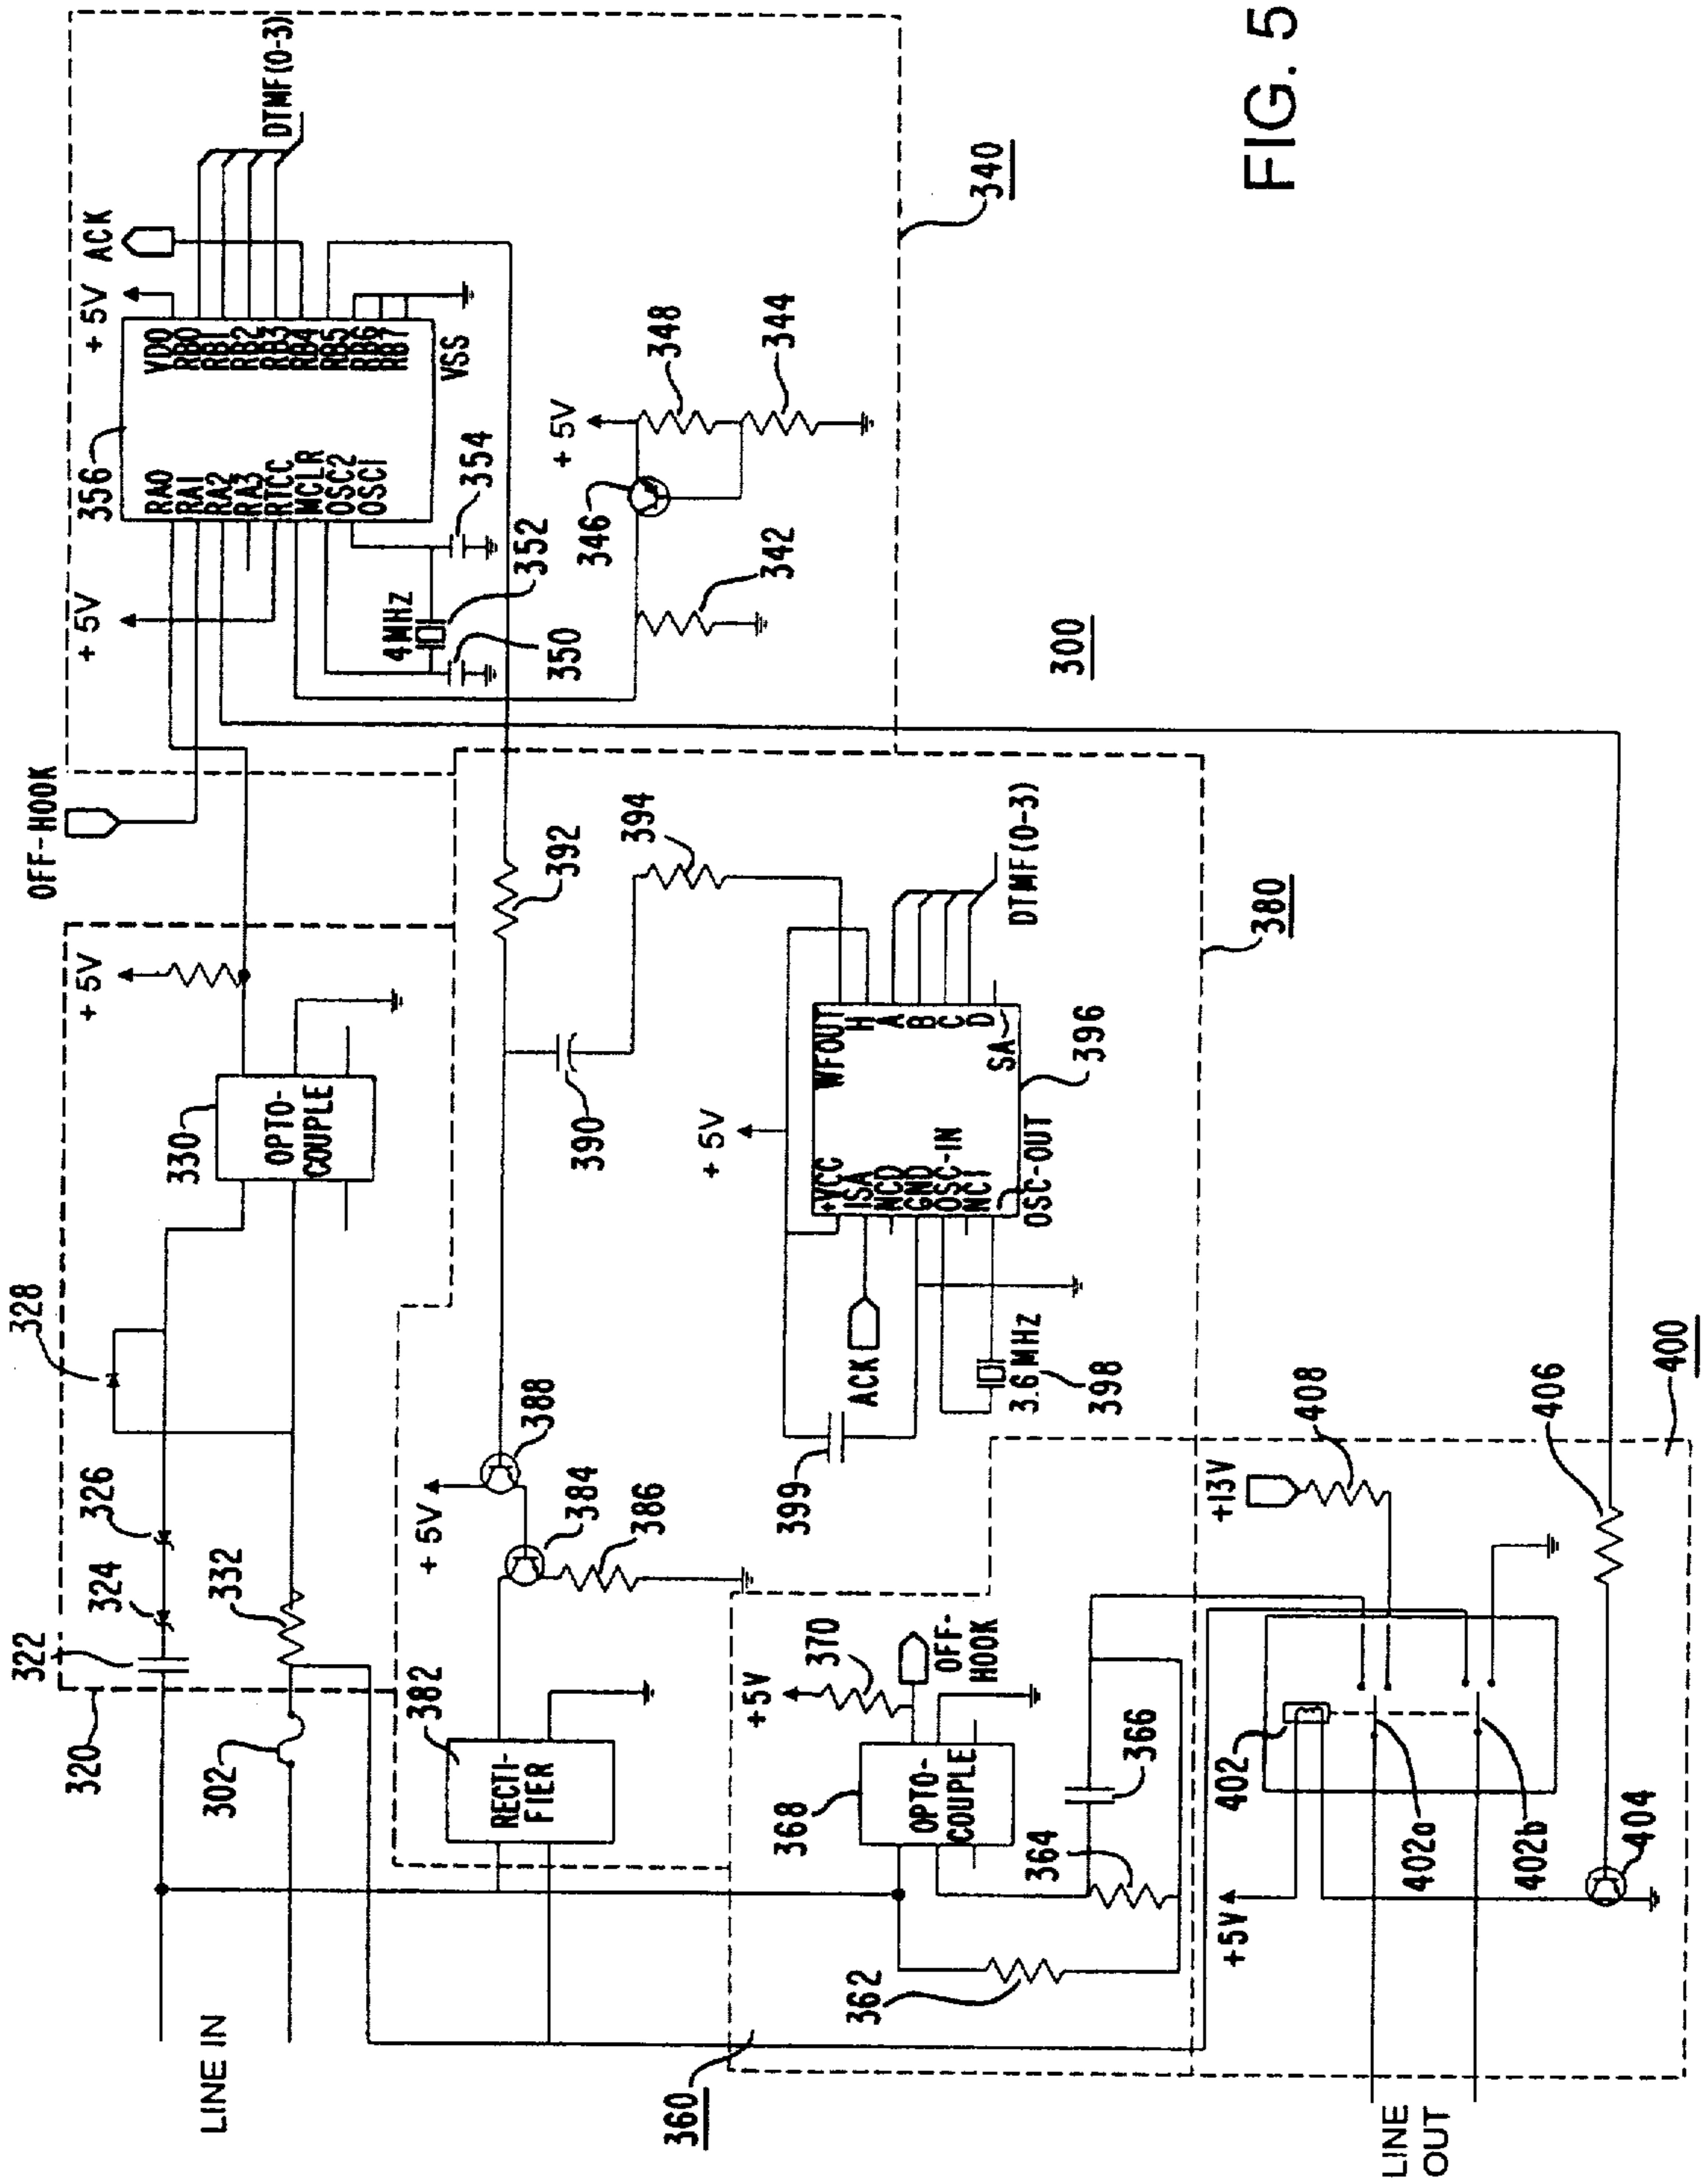 FIG. 5
300
LINE IN
302
320
322
324
326
328
332
330
OPTO-
COUPLE
+5V
OFF-HOOK
340
+5V
356
RA0
RA1
RA2
RA3
RTCC
MCLR
OSC2
OSC1
VDD
RB0
RB1
RB2
RB3
RB4
RB5
RB6
RB7
VSS
+5V
ACK
DTMF(0-3)
4MHz
350
352
354
+5V
346
348
344
342
382
RECTI-
FIER
+5V
384
386
388
390
392
394
380
+5V
+VCC
ISA
NCD
GND
OSC-IN
NCT
OSC-OUT
WFOUT
H
A
B
C
D
SA
396
DTMF(0-3)
ACK
3.6MHz
398
399
360
362
364
366
368
OPTO-
COUPLE
370
+5V
OFF-
HOOK
400
+13V
408
406
402
402a
402b
404
+5V
LINE
OUT